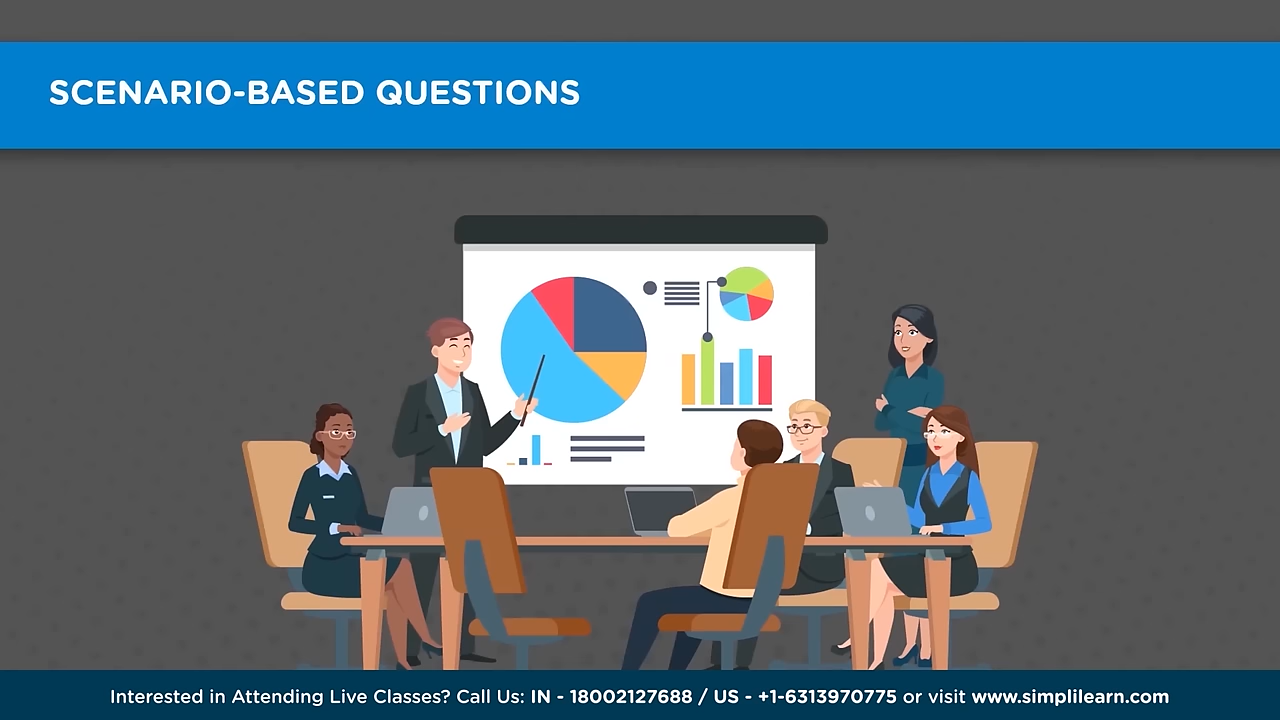 SCENARIO-BASED QUESTIONS
Interested in Attending Live Classes? Call Us: IN - 18002127688 / US - +1-6313970775 or visit www.simplilearn.com